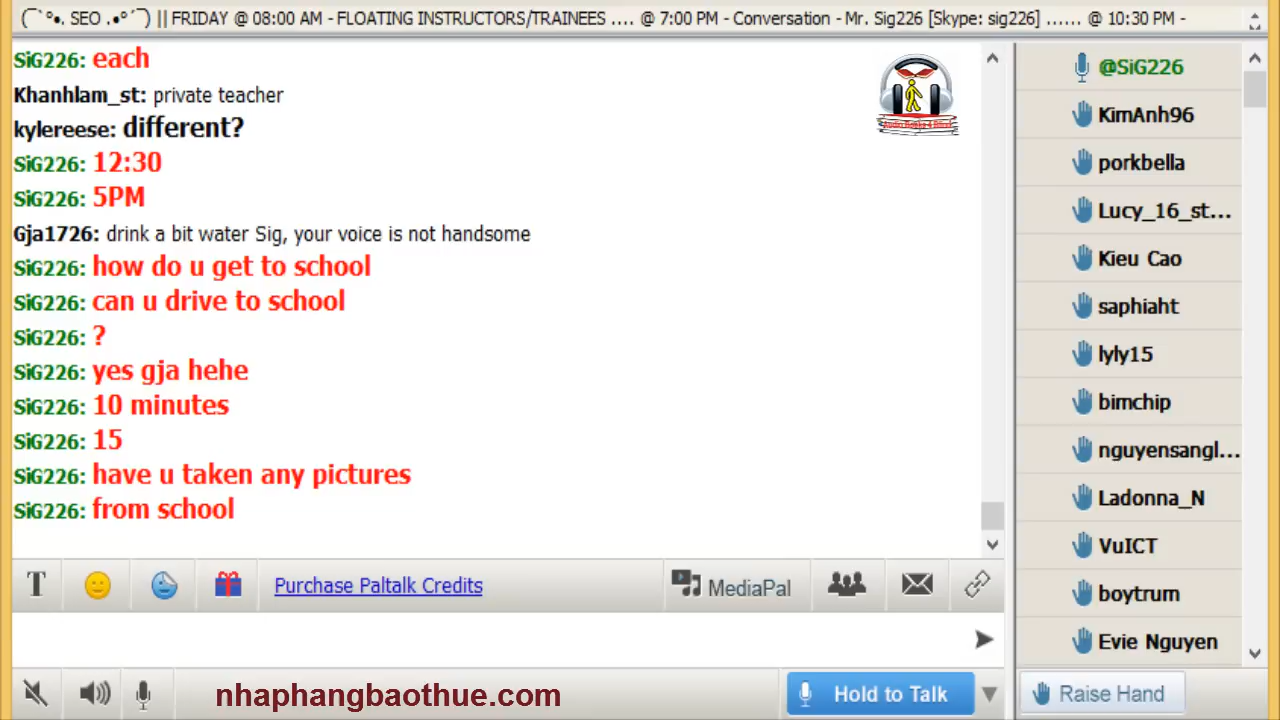 (¯`°•. SEO .•°´¯) || FRIDAY @ 08:00 AM - FLOATING INSTRUCTORS/TRAINEES .... @ 7:00 PM - Conversation - Mr. Sig226 [Skype: sig226] ...... @ 10:30 PM -
SiG226: each
Khanhlam_st: private teacher
kylereese: different?
SiG226: 12:30
SiG226: 5PM
Gja1726: drink a bit water Sig, your voice is not handsome
SiG226: how do u get to school
SiG226: can u drive to school
SiG226: ?
SiG226: yes gja hehe
SiG226: 10 minutes
SiG226: 15
SiG226: have u taken any pictures
SiG226: from school
@SiG226
KimAnh96
porkbella
Lucy_16_st...
Kieu Cao
saphiaht
lyly15
bimchip
nguyensangl...
Ladonna_N
VuICT
boytrum
Evie Nguyen
T
Purchase Paltalk Credits
MediaPal
nhaphangbaothue.com
Hold to Talk
Raise Hand